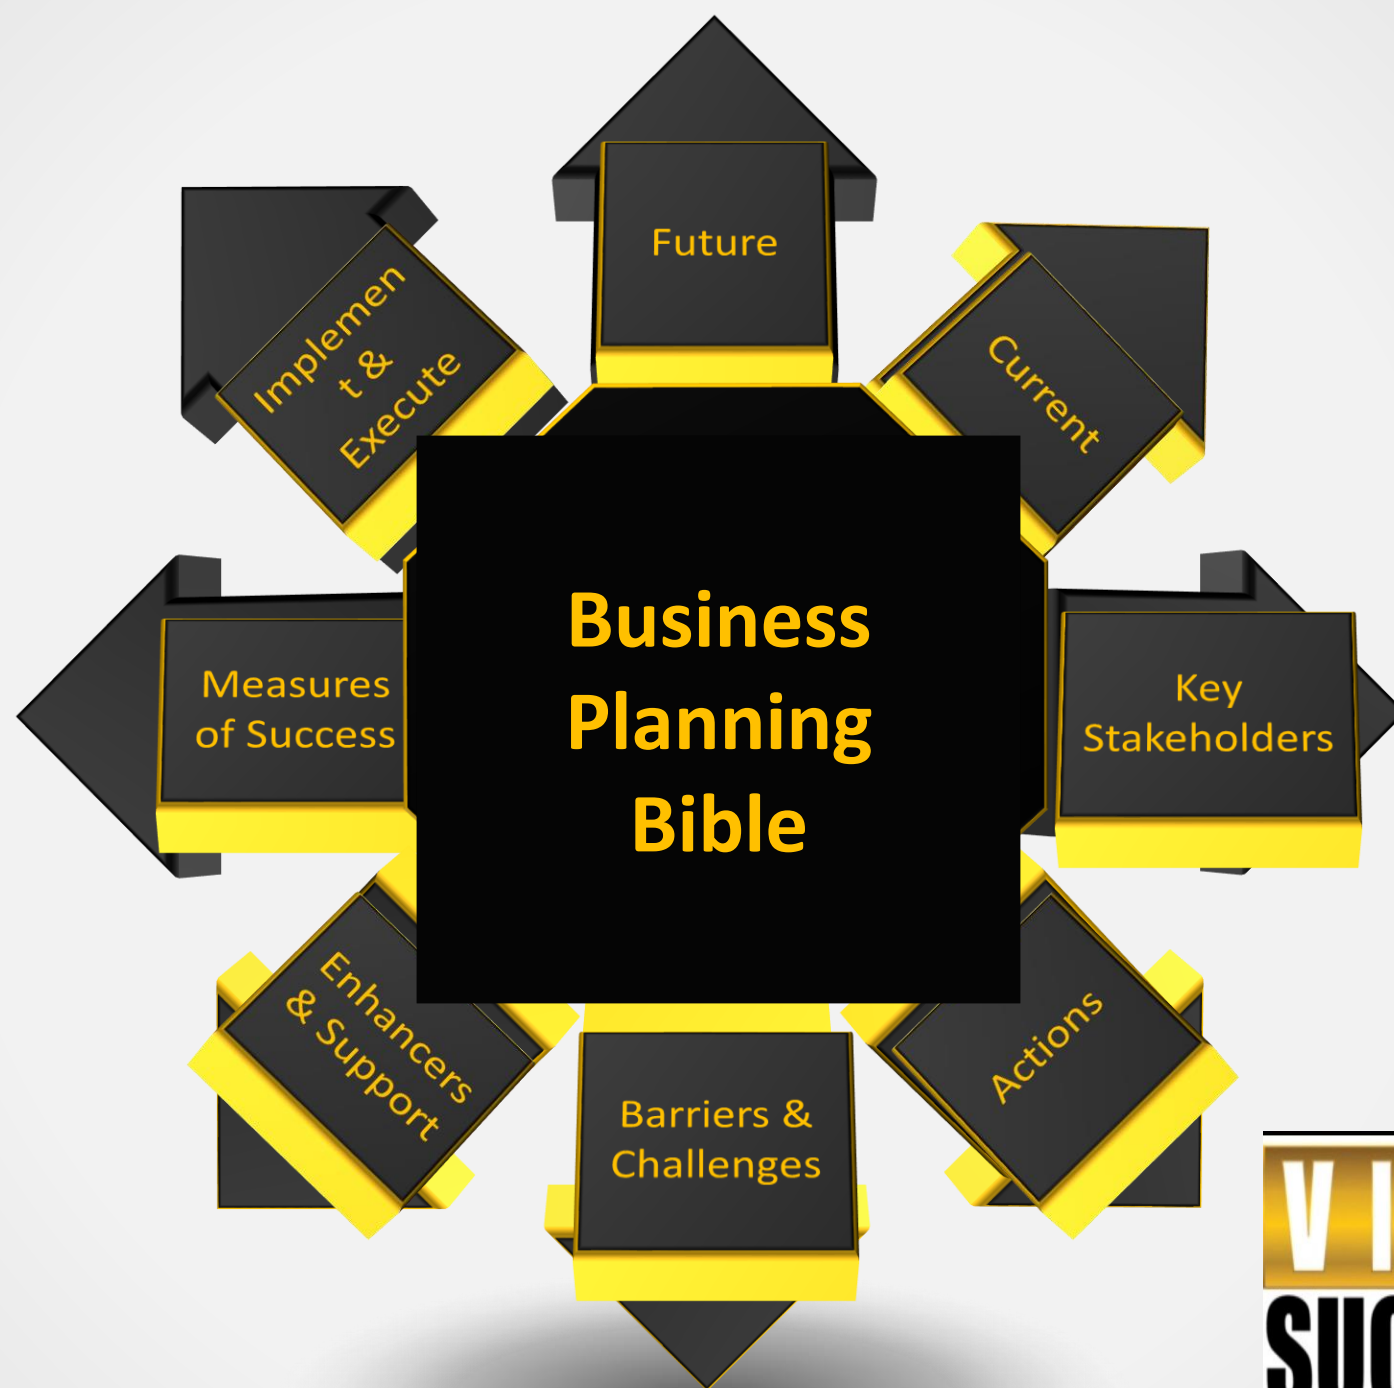 Future
Current
Key
Stakeholders
Actions
Barriers &
Challenges
Enhancers
& Support
Measures
of Success
Implemen
t &
Execute
Business
Planning
Bible